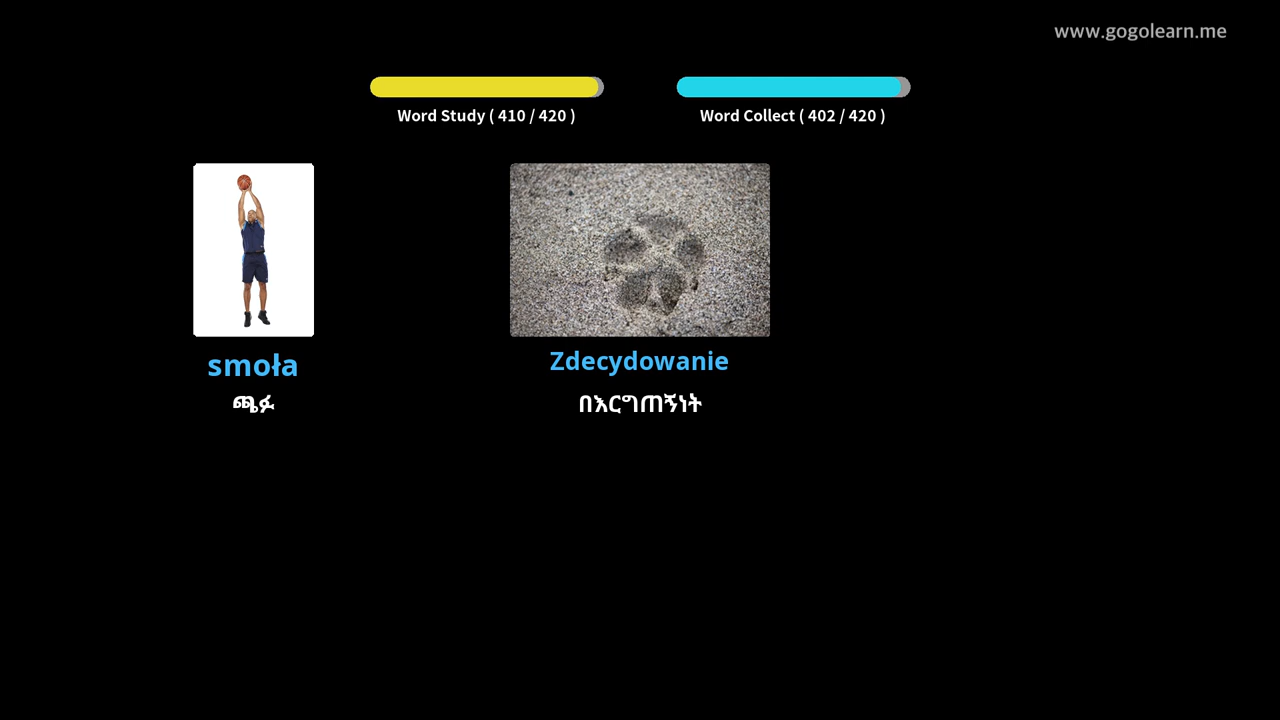 www.gogolearn.me
Word Study ( 410 / 420 )
Word Collect ( 402 / 420 )
smoła
Zdecydowanie
ጫፉ
በእርግጠኝነት